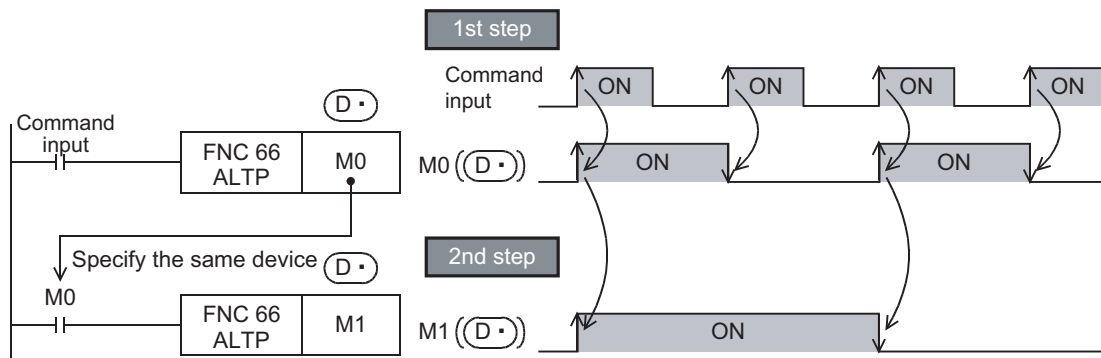 1st step
Command
input
ON
ON
ON
ON
D ·
Command
input
FNC 66
ALTP
M0
M0 ( D · )
ON
ON
Specify the same device
D ·
2nd step
M0
FNC 66
ALTP
M1
M1 ( D · )
ON